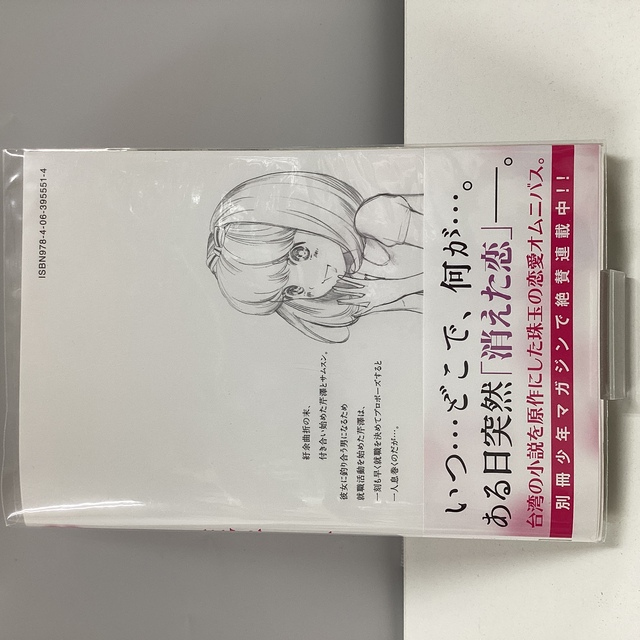 ISBN978-4-06-395551-4
紆余曲折の末、
付き合い始めた芹澤とサムスン。
彼女に釣り合う男になるため
就職活動を始めた芹澤は、
一刻も早く就職を決めてプロポーズすると
一人息巻くのだが…。
いつ…どこで、何が…。
ある日突然「消えた恋」――。
台湾の小説を原作にした珠玉の恋愛オムニバス。
別冊少年マガジンで絶賛連載中!!